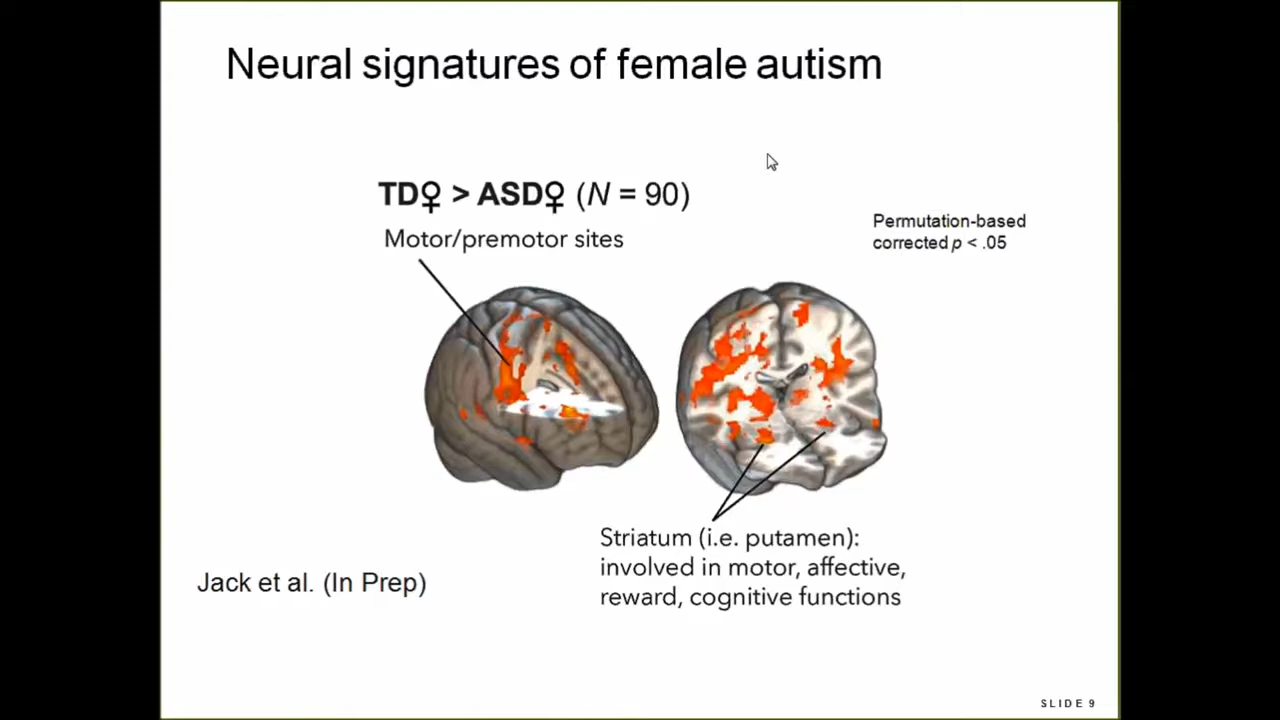 Neural signatures of female autism
TD♀ > ASD♀ (N = 90)
Motor/premotor sites
Permutation-based
corrected p < .05
Striatum (i.e. putamen):
involved in motor, affective,
reward, cognitive functions
Jack et al. (In Prep)
SLIDE 9